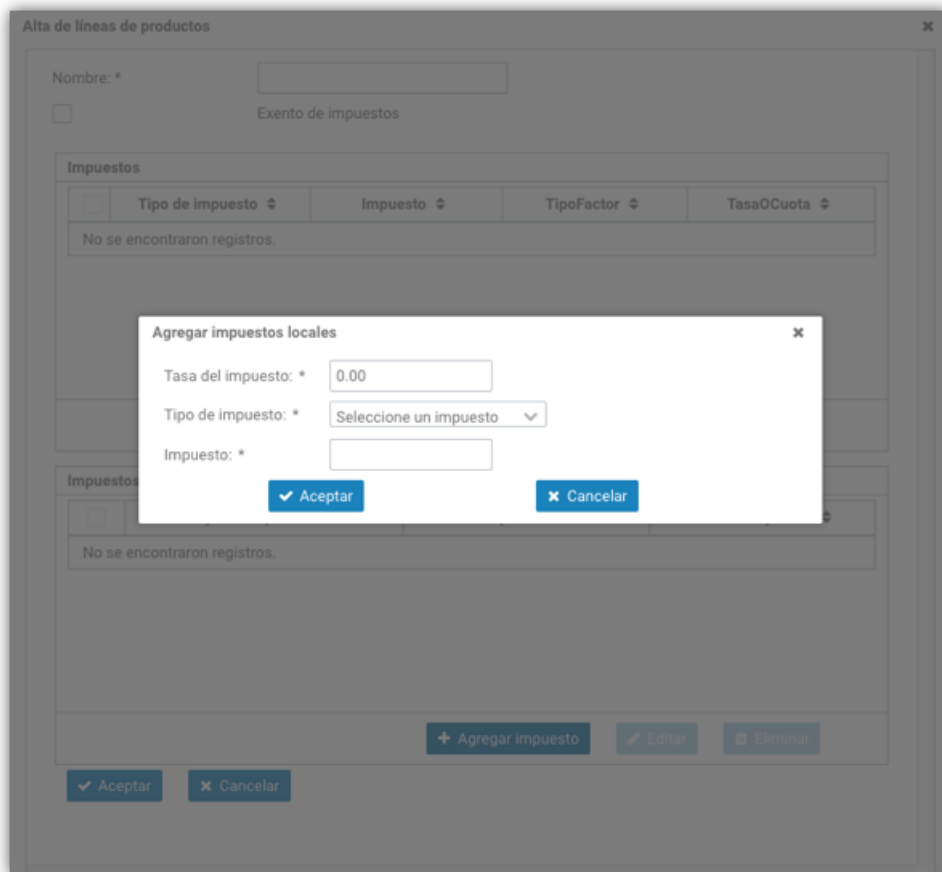 Alta de líneas de productos
Nombre: *
Exento de impuestos
Impuestos
Tipo de impuesto Impuesto TipoFactor TasaOCuota
No se encontraron registros.
Agregar impuestos locales
Tasa del impuesto: * 0.00
Tipo de impuesto: * Seleccione un impuesto
Impuesto: *
Aceptar Cancelar
Impuestos
No se encontraron registros.
Agregar impuesto Editar Eliminar
Aceptar Cancelar